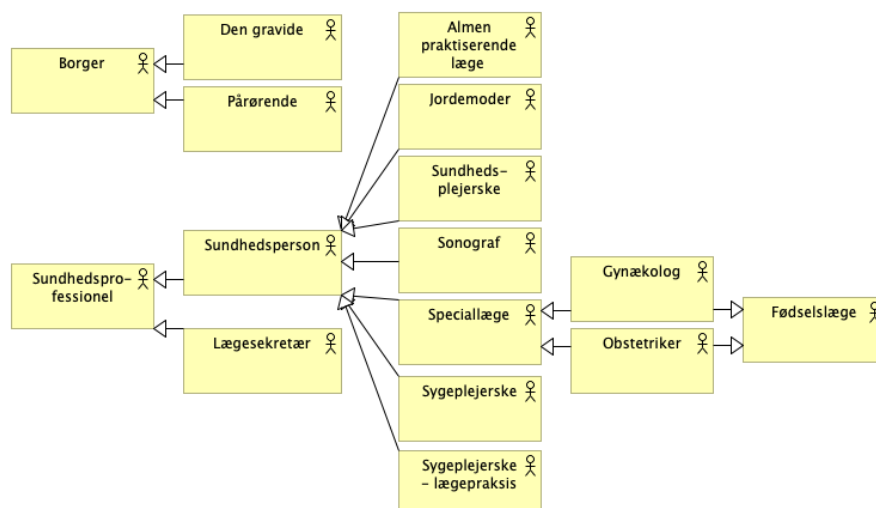 Borger
Den gravide
Pårørende
Sundhedspro-
fessionel
Sundhedsperson
Lægesekretær
Almen
praktiserende
læge
Jordemoder
Sundheds-
plejerske
Sonograf
Speciallæge
Sygeplejerske
Sygeplejerske
- lægepraksis
Gynækolog
Obstetriker
Fødselslæge